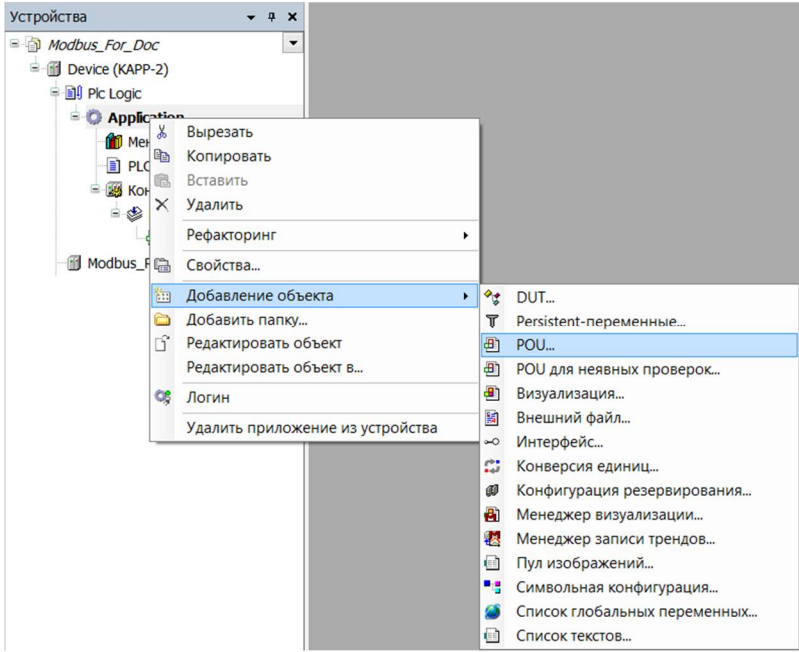 Устройства
Modbus_For_Doc
Device (KAPP-2)
Plc Logic
Application
Вырезать
Копировать
Вставить
Удалить
Рефакторинг
Свойства...
Добавление объекта
Добавить папку...
Редактировать объект
Редактировать объект в...
Логин
Удалить приложение из устройства
DUT...
Persistent-переменные...
POU...
POU для неявных проверок...
Визуализация...
Внешний файл...
Интерфейс...
Конверсия единиц...
Конфигурация резервирования...
Менеджер визуализации...
Менеджер записи трендов...
Пул изображений...
Символьная конфигурация...
Список глобальных переменных...
Список текстов...